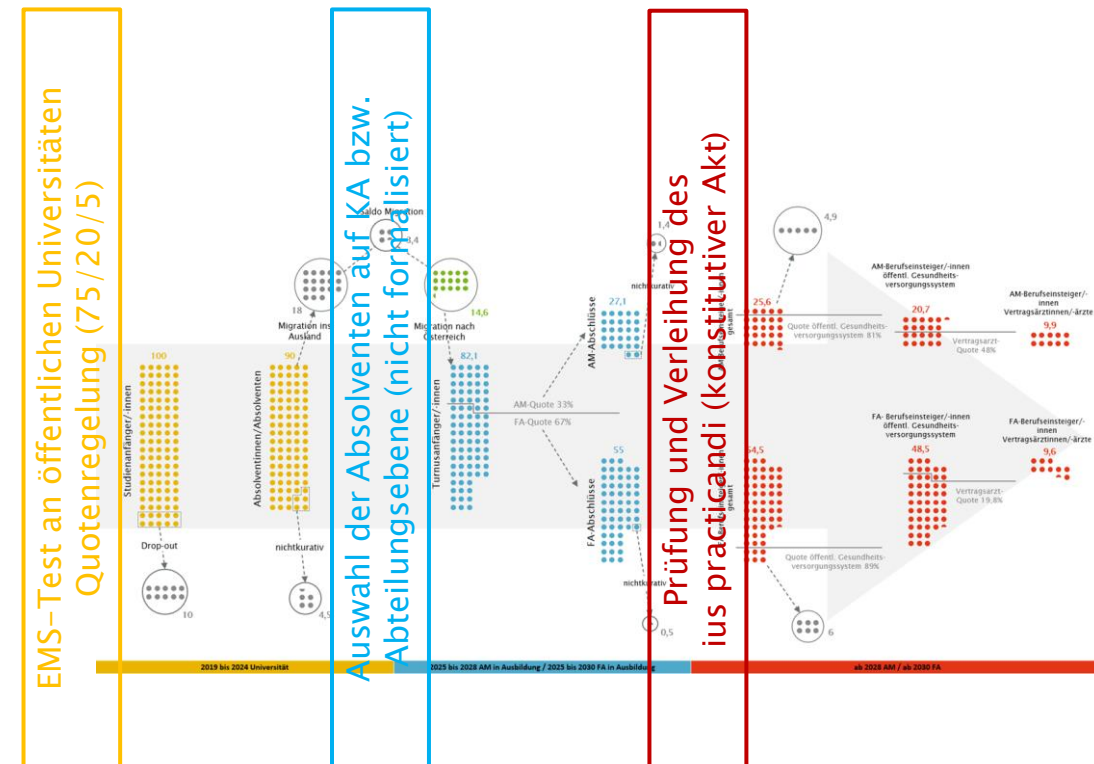 EMS-Test an öffentlichen Universitäten
Quotenregelung (75/20/5)
Auswahl der Absolventen auf KA bzw.
Abteilungsebene (nicht formalisiert)
Prüfung und Verleihung des
ius practicandi (konstitutiver Akt)
Saldo Migration
3,4
18
Migration ins
Ausland
14,6
Migration nach
Österreich
100
Studienanfänger/-innen
Drop-out
10
90
Absolventinnen/Absolventen
nichtkurativ
4,5
82,1
Turnusanfänger/-innen
AM-Quote 33%
FA-Quote 67%
27,1
AM-Abschlüsse
nichtkurativ
1,4
55
FA-Abschlüsse
nichtkurativ
0,5
25,6
gesamt
4,9
Quote öffentl. Gesundheits-
versorgungssystem 81%
AM-Berufseinsteiger/-innen
öffentl. Gesundheits-
versorgungssystem
20,7
Vertragsarzt-
Quote 48%
AM-Berufseinsteiger/-
innen
Vertragsärztinnen/-ärzte
9,9
54,5
gesamt
Quote öffentl. Gesundheits-
versorgungssystem 89%
6
FA-Berufseinsteiger/-innen
öffentl. Gesundheits-
versorgungssystem
48,5
Vertragsarzt-
Quote 19,8%
FA-Berufseinsteiger/-
innen
Vertragsärztinnen/-ärzte
9,6
2019 bis 2024 Universität
2025 bis 2028 AM in Ausbildung / 2025 bis 2030 FA in Ausbildung
ab 2028 AM / ab 2030 FA